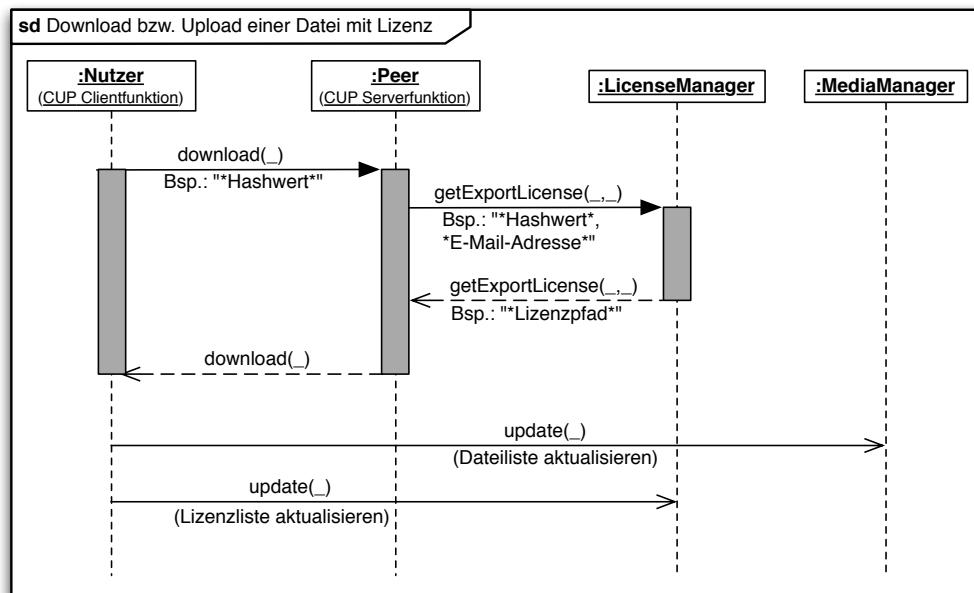 sd Download bzw. Upload einer Datei mit Lizenz
:Nutzer
(CUP Clientfunktion)
:Peer
(CUP Serverfunktion)
:LicenseManager
:MediaManager
download(_)
Bsp.: "*Hashwert*"
getExportLicense(_,_)
Bsp.: "*Hashwert*,
*E-Mail-Adresse*"
getExportLicense(_,_)
Bsp.: "*Lizenzpfad*"
download(_)
update(_)
(Dateiliste aktualisieren)
update(_)
(Lizenzliste aktualisieren)